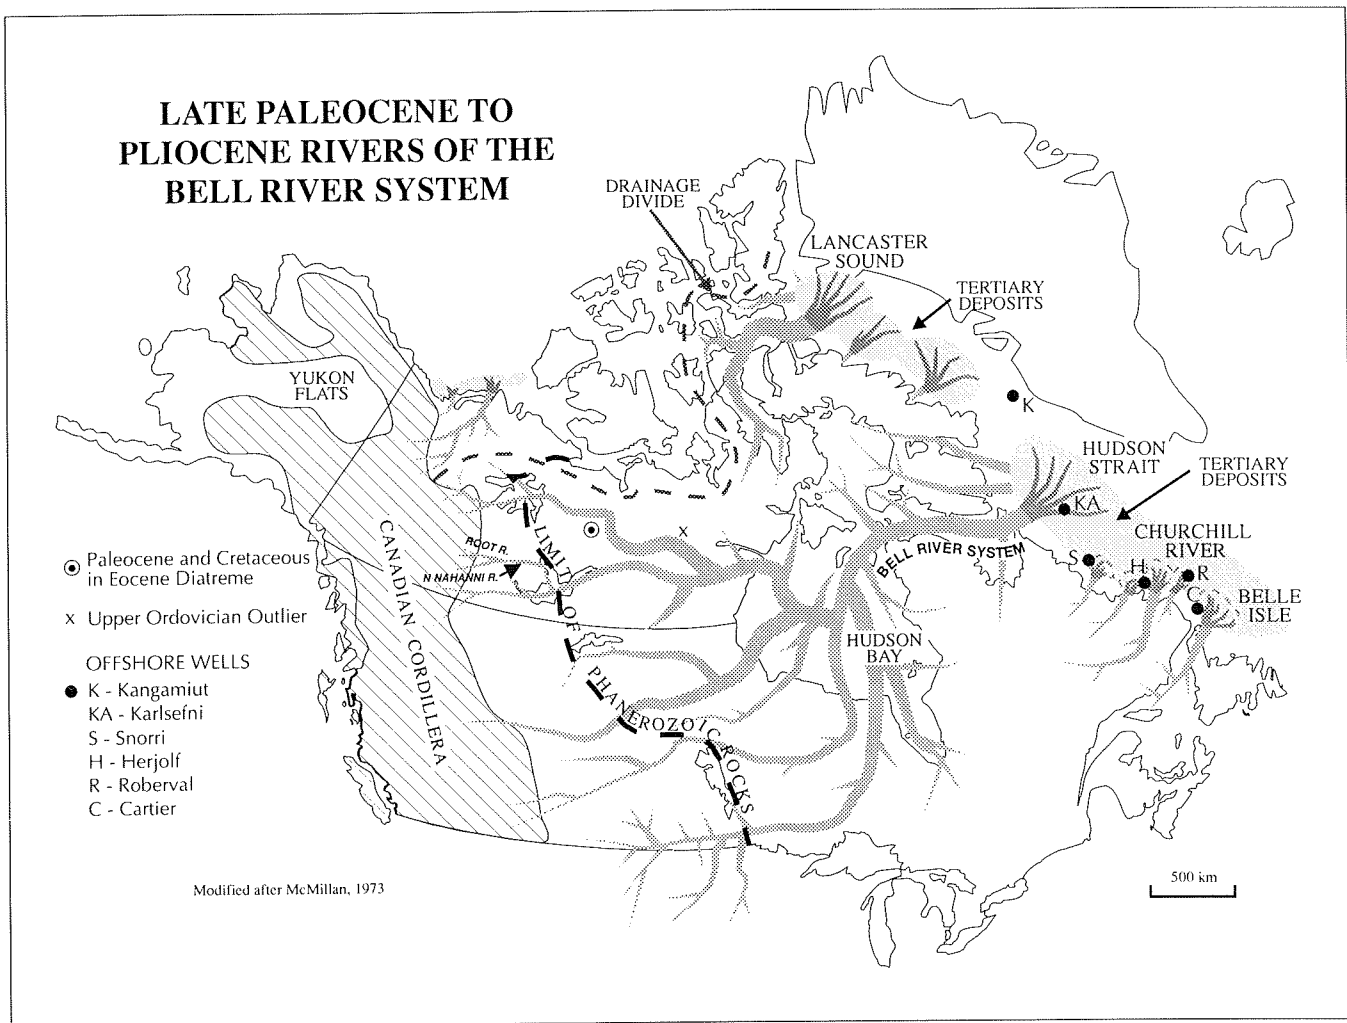 LATE PALEOCENE TO
PLIOCENE RIVERS OF THE
BELL RIVER SYSTEM
DRAINAGE
DIVIDE
LANCASTER
SOUND
TERTIARY
DEPOSITS
YUKON
FLATS
K
HUDSON
STRAIT
TERTIARY
DEPOSITS
KA
CHURCHILL
RIVER
BELL RIVER SYSTEM
S
H
R
C
BELLE
ISLE
HUDSON
BAY
ROOT R.
N NAHANNI R.
x
LIMIT OF PHANEROZOIC ROCKS
CANADIAN CORDILLERA
Paleocene and Cretaceous
in Eocene Diatreme
x Upper Ordovician Outlier
OFFSHORE WELLS
K - Kangamiut
KA - Karlsefni
S - Snorri
H - Herjolf
R - Roberval
C - Cartier
Modified after McMillan, 1973
500 km